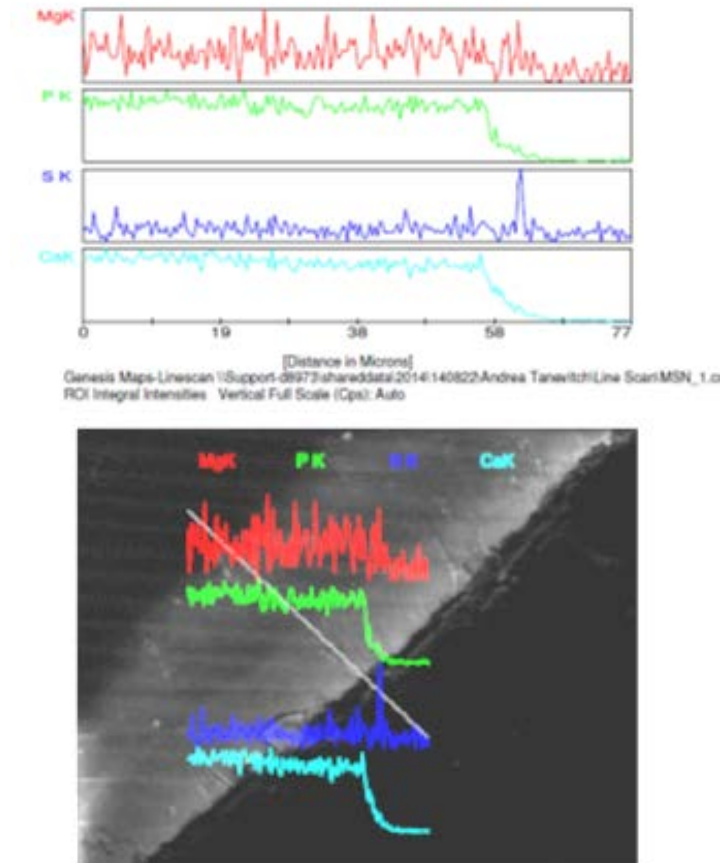 MgK
P K
S K
CaK
0 19 38 58 77
[Distance in Microns]
Genesis Maps-Linescan
ROI Integral Intensities Vertical Full Scale (Cps): Auto
MgK P K S K CaK